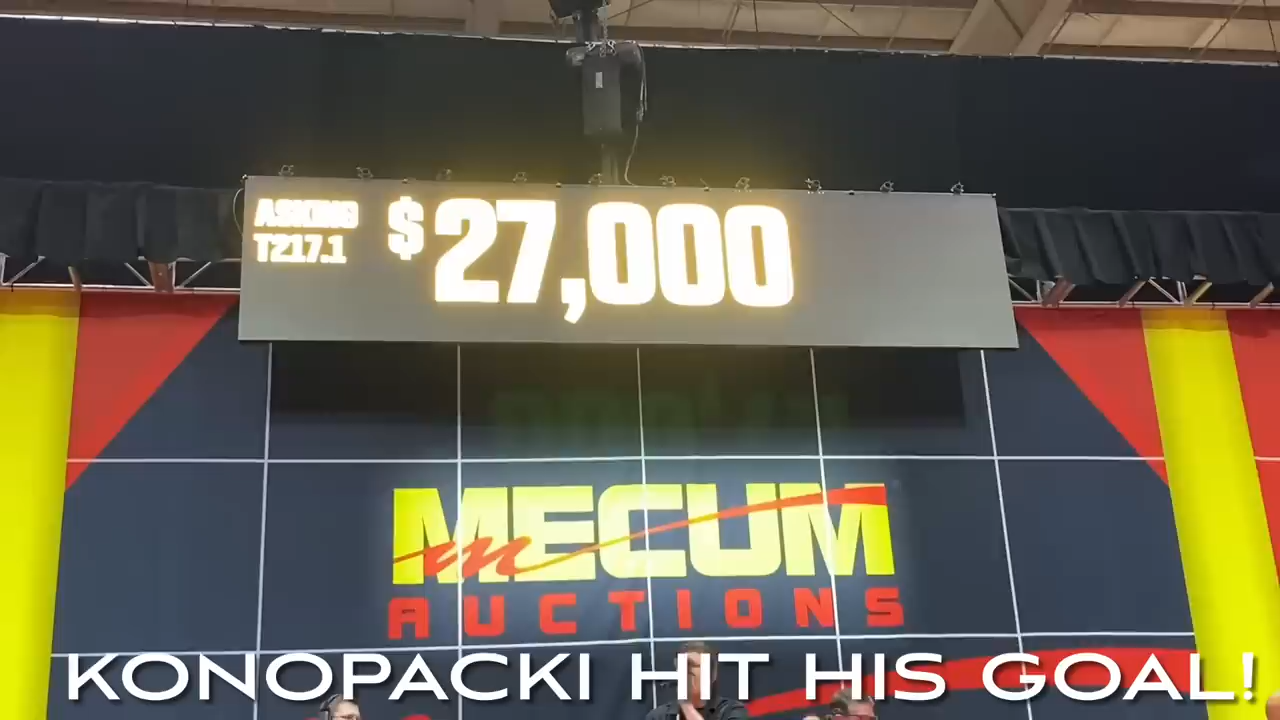 ASKING
T217.1
$27,000
MECUM
AUCTIONS
KONOPACKI HIT HIS GOAL!